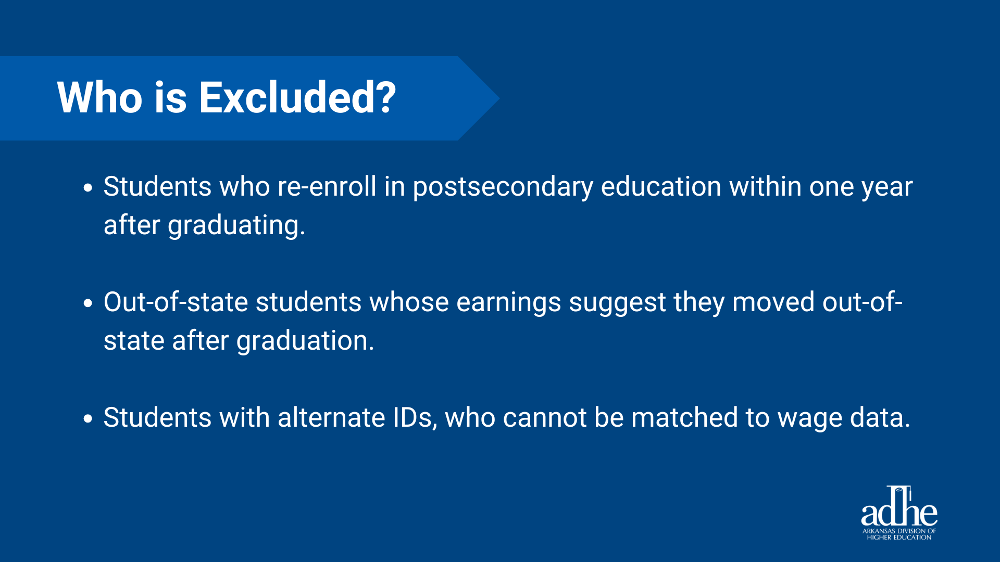 Who is Excluded?
• Students who re-enroll in postsecondary education within one year
after graduating.
• Out-of-state students whose earnings suggest they moved out-of-
state after graduation.
• Students with alternate IDs, who cannot be matched to wage data.
adhe
ARKANSAS DIVISION OF
HIGHER EDUCATION